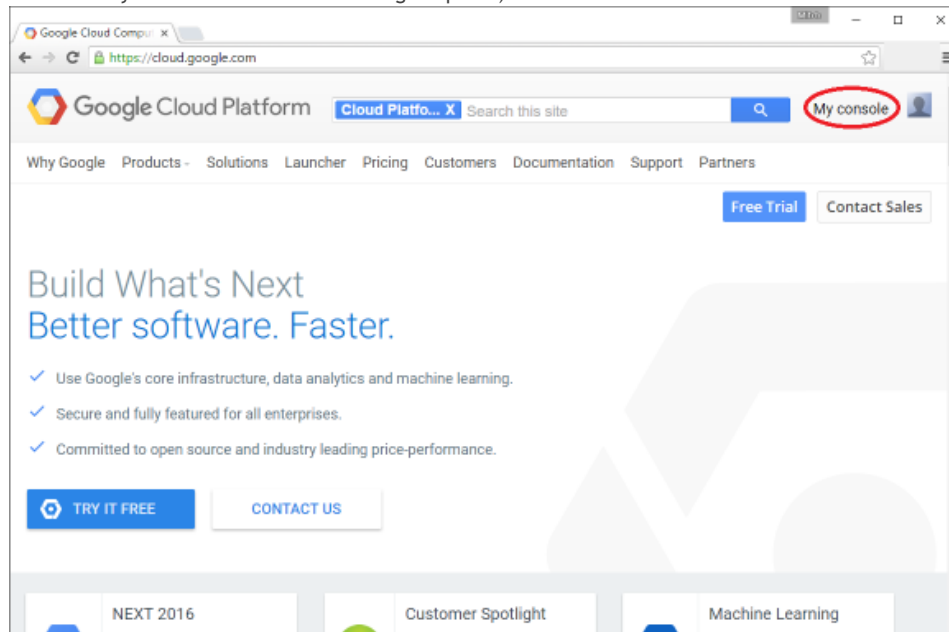 Google Cloud Compu
https://cloud.google.com
Google Cloud Platform Cloud Platfo... X Search this site My console
Why Google Products Solutions Launcher Pricing Customers Documentation Support Partners
Free Trial Contact Sales
Build What's Next
Better software. Faster.
Use Google's core infrastructure, data analytics and machine learning.
Secure and fully featured for all enterprises.
Committed to open source and industry leading price-performance.
TRY IT FREE CONTACT US
NEXT 2016 Customer Spotlight Machine Learning